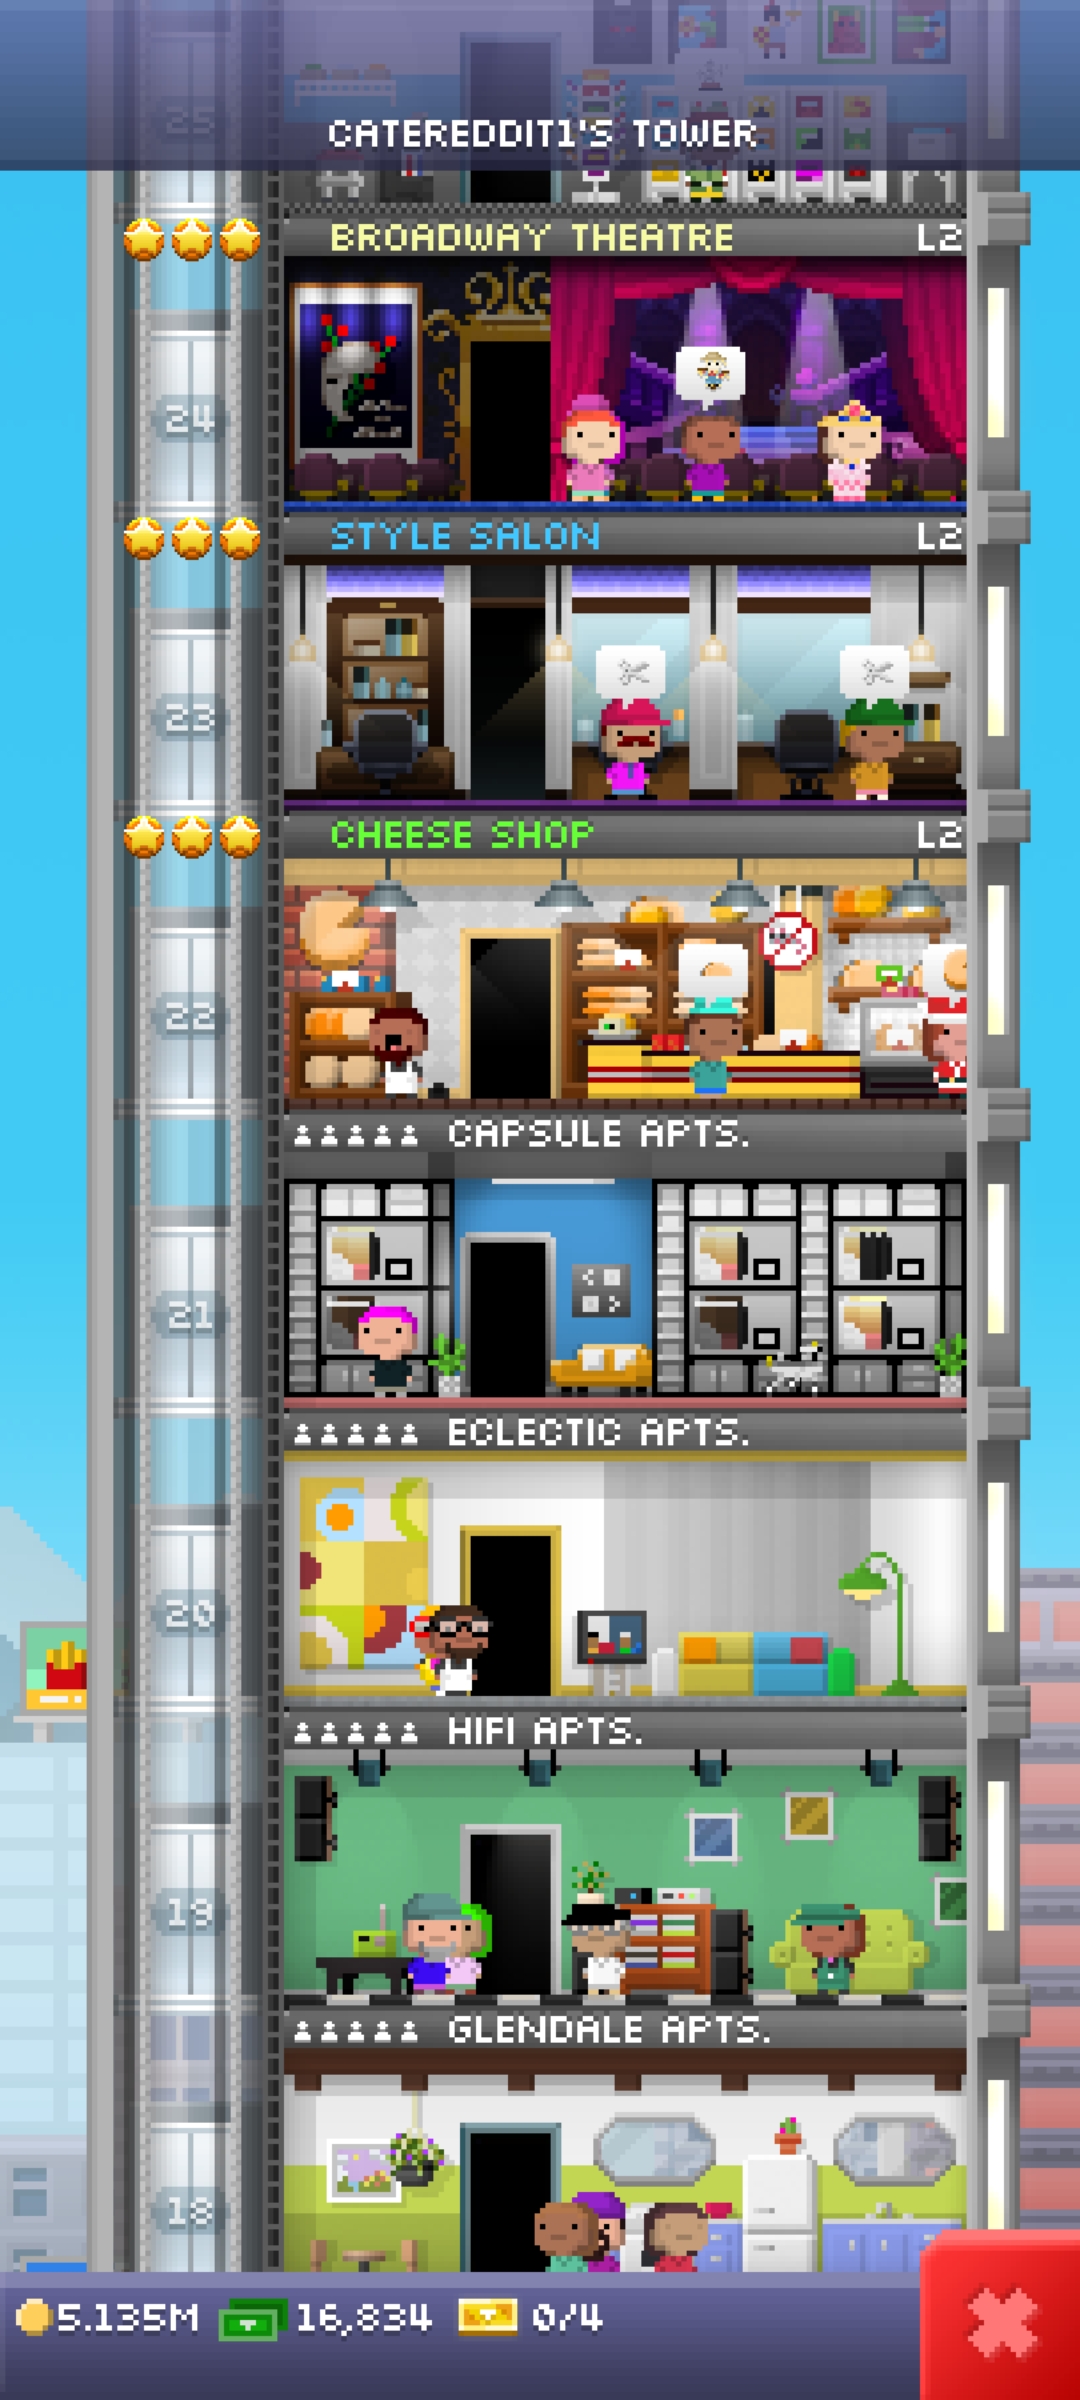 25
CATEREDDIT1'S TOWER
BROADWAY THEATRE L2
24
STYLE SALON L2
23
CHEESE SHOP L2
22
CAPSULE APTS.
21
ECLECTIC APTS.
20
HIFI APTS.
19
GLENDALE APTS.
18
5.135M 16,834 0/4